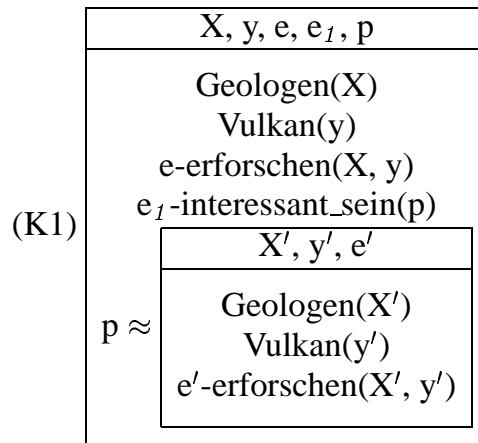 X, y, e, e₁, p
Geologen(X)
Vulkan(y)
e-erforschen(X, y)
(K1)
e₁-interessant_sein(p)
X′, y′, e′
Geologen(X′)
p ≈
Vulkan(y′)
e′-erforschen(X′, y′)